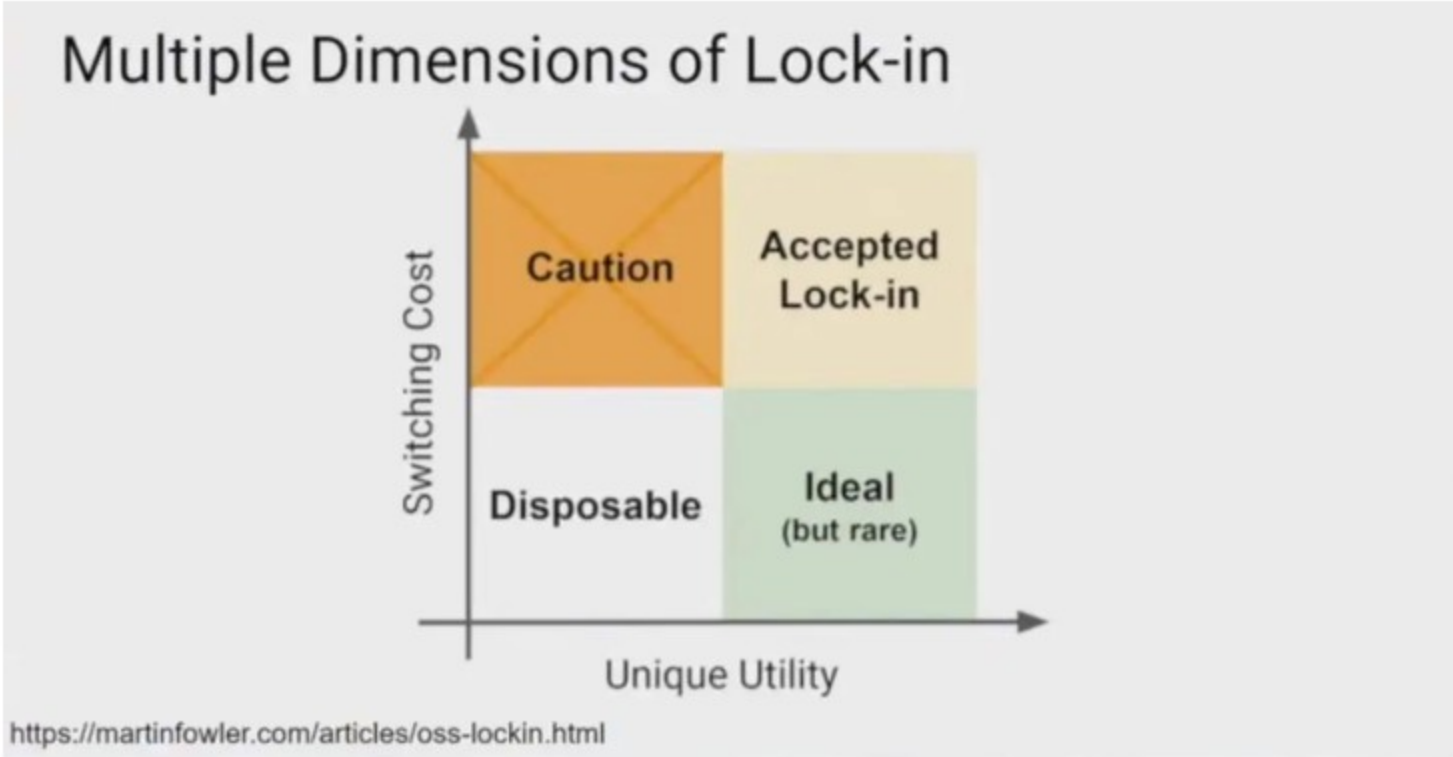 Multiple Dimensions of Lock-in
Switching Cost
Caution
Accepted
Lock-in
Disposable
Ideal
(but rare)
Unique Utility
https://martinfowler.com/articles/oss-lockin.html